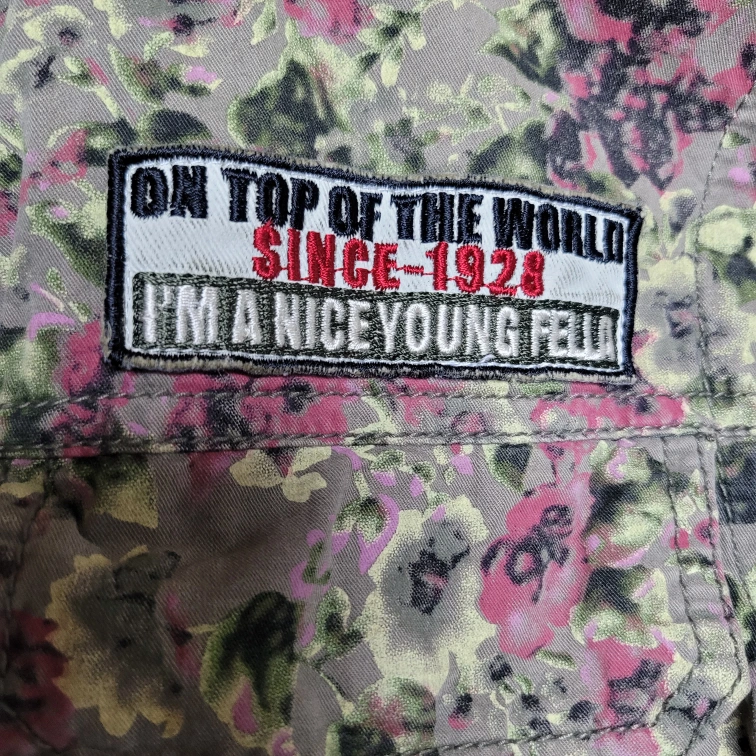 ON TOP OF THE WORLD
SINCE-1928
I'M A NICE YOUNG FELLA